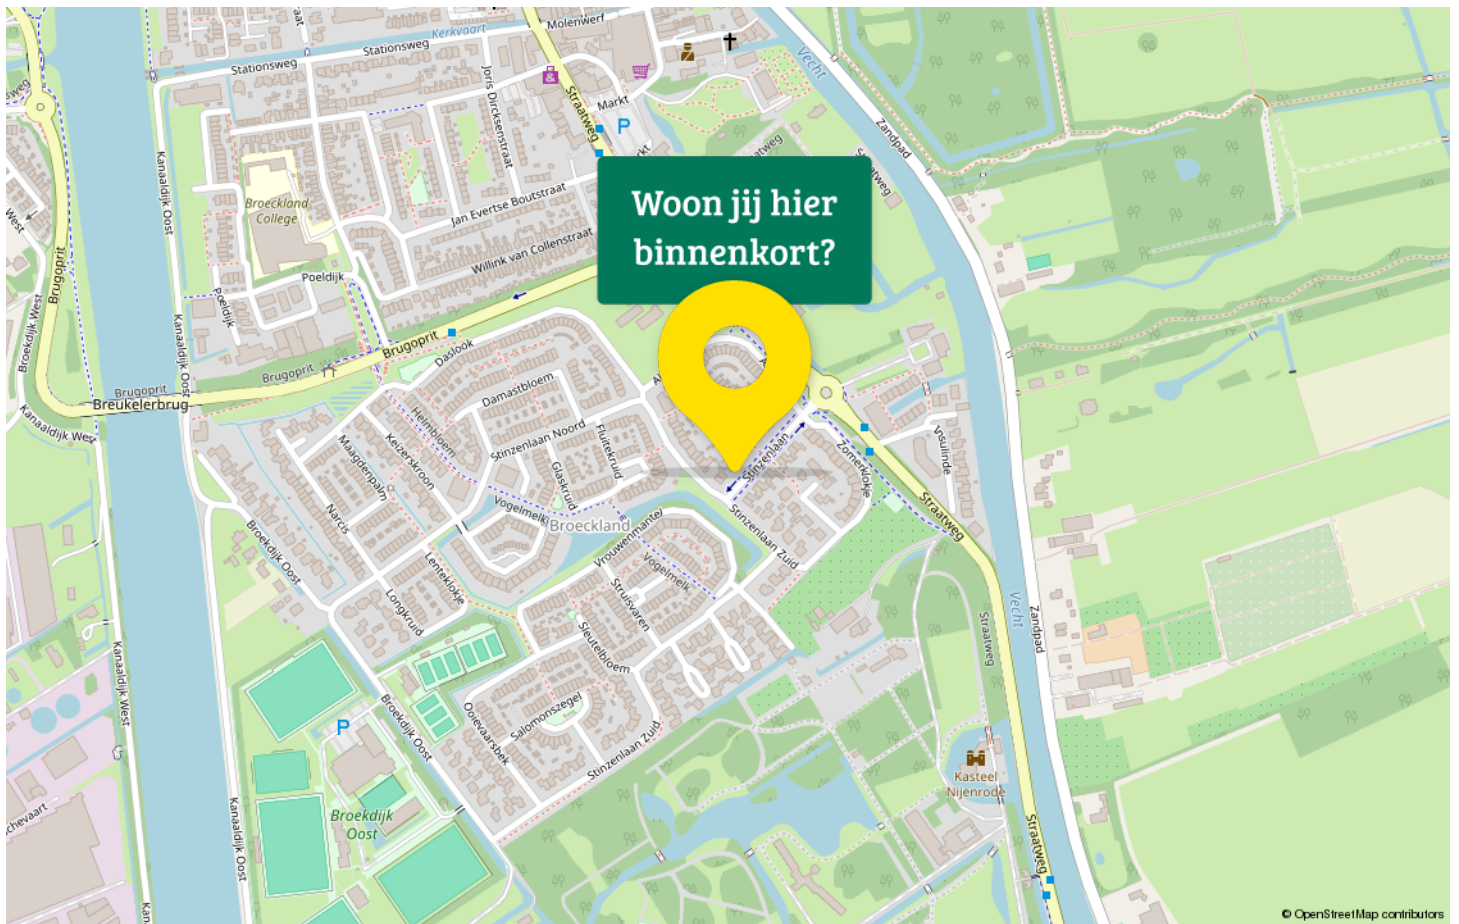 Molenwerf
Kerkvaart
Stationsweg
Stationsweg
Vecht
Joris Dircksenstraat
Straatweg
Markt
P
Zandpad
Kanaaldijk Oost
Broeckland
College
Jan Evertse Boutstraat
Willink van Collenstraat
Woon jij hier
binnenkort?
West
Brugoprit
Poeldijk
Poeldijk
Kanaaldijk Oost
Broekdijk West
Brugoprit
Daslook
Brugoprit
Brugoprit
Breukelerbrug
Kanaaldijk West
Damastbloem
Heimbloem
Keizerskroon
Maagdenpalm
Stinzenlaan Noord
Fluitekruid
Glaskruid
Stinzenlaan
Zomerklokje
Insulinde
Narcis
Vogelmelk
Broeckland
Straatweg
Vrouwenmantel
Stinzenlaan Zuid
Broekdijk Oost
Lenteklokje
Longkruid
Vogelmelk
Struisvaren
Sleutelbloem
Vecht
Zandpad
Straatweg
Kanaaldijk West
Broekdijk Oost
Ooievaarsbek
Salomonszegel
Stinzenlaan Zuid
P
Kasteel
Nijenrode
Kanaaldijk Oost
Broekdijk
Oost
Straatweg
© OpenStreetMap contributors